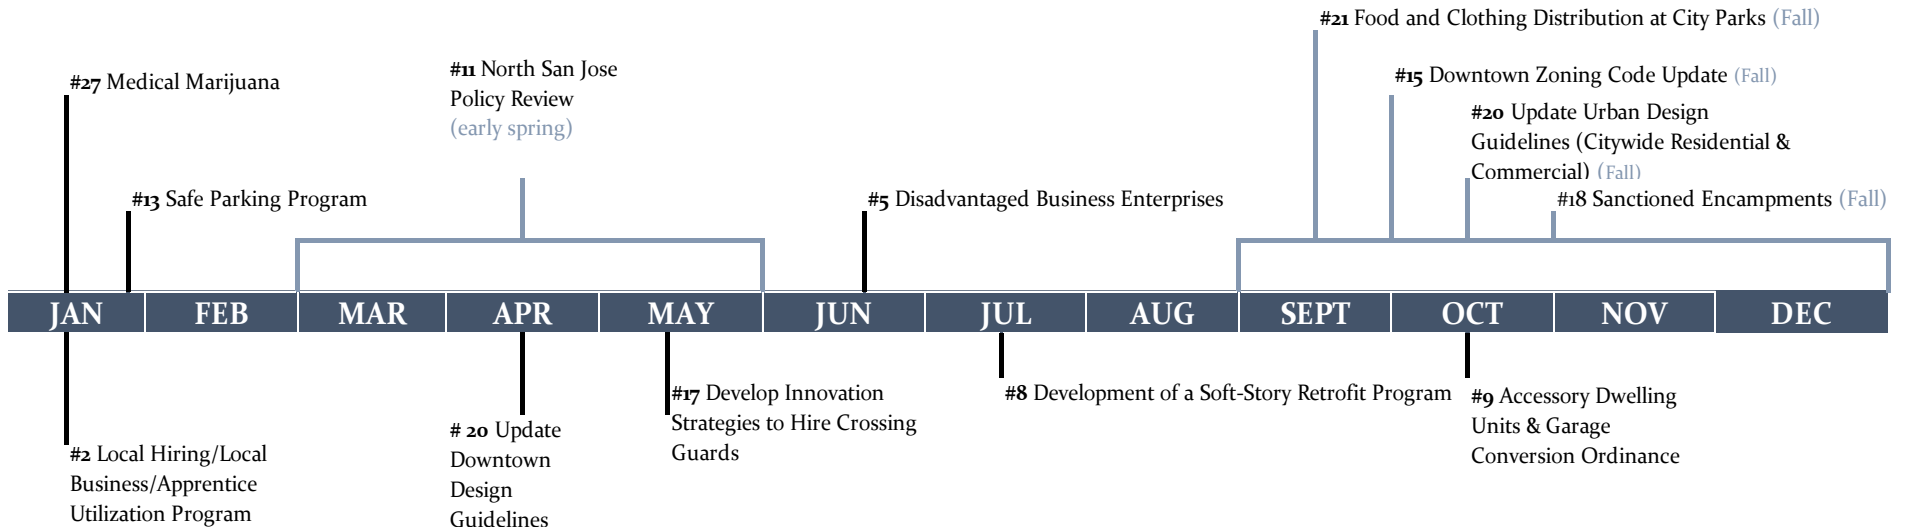 #21 Food and Clothing Distribution at City Parks (Fall)
#27 Medical Marijuana
#11 North San Jose
Policy Review
(early spring)
#15 Downtown Zoning Code Update (Fall)
#20 Update Urban Design
Guidelines (Citywide Residential &
Commercial) (Fall)
#13 Safe Parking Program
#5 Disadvantaged Business Enterprises
#18 Sanctioned Encampments (Fall)
JAN FEB MAR APR MAY JUN JUL AUG SEPT OCT NOV DEC
#2 Local Hiring/Local
Business/Apprentice
Utilization Program
# 20 Update
Downtown
Design
Guidelines
#17 Develop Innovation
Strategies to Hire Crossing
Guards
#8 Development of a Soft-Story Retrofit Program
#9 Accessory Dwelling
Units & Garage
Conversion Ordinance